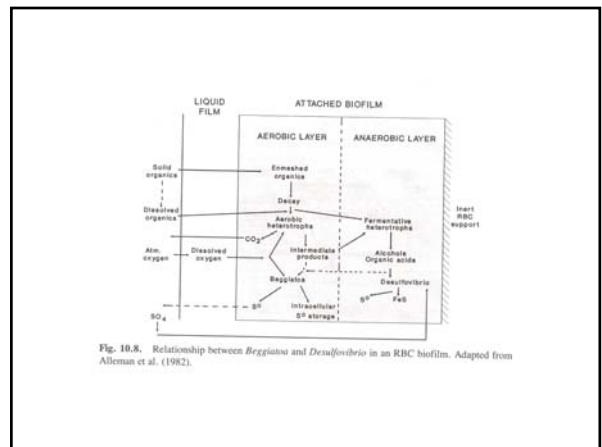 LIQUID FILM
ATTACHED BIOFILM
AEROBIC LAYER
ANAEROBIC LAYER
Solid organics
Enmeshed organics
Decay
Dissolved organics
Aerobic heterotrophs
Fermentative heterotrophs
Inert RBC support
CO2
Atm. oxygen
Dissolved oxygen
Intermediate products
Alcohols Organic acids
Beggiatoa
Desulfovibrio
S0
Intracellular S0 storage
S0
FeS
SO4
Fig. 10.8. Relationship between Beggiatoa and Desulfovibrio in an RBC biofilm. Adapted from
Alleman et al. (1982).